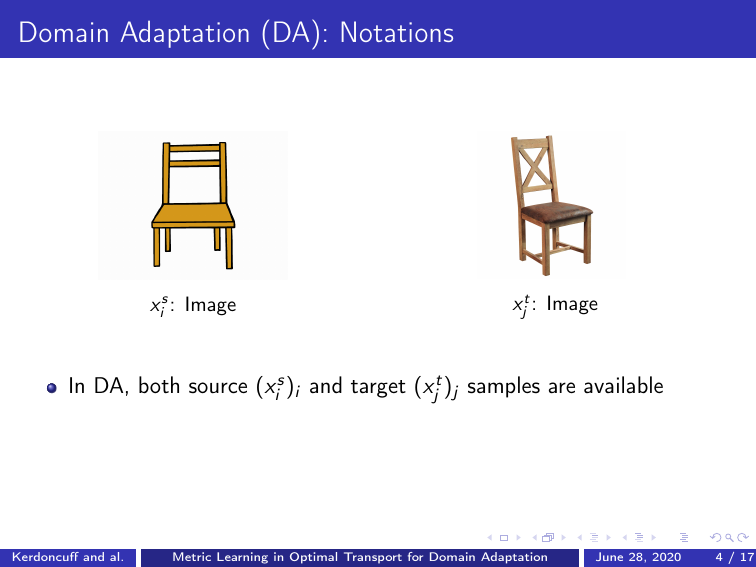 Domain Adaptation (DA): Notations
x_i^s: Image
x_j^t: Image
In DA, both source (x_i^s)_i and target (x_j^t)_j samples are available
Kerdoncuff and al.
Metric Learning in Optimal Transport for Domain Adaptation
June 28, 2020
4 / 17